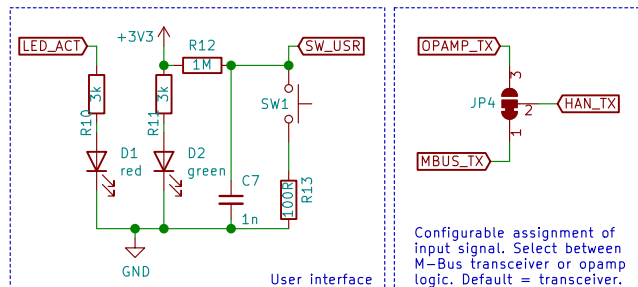 LED_ACT
+3V3
R12
1M
SW_USR
R10
3k
R11
3k
SW1
D1
red
D2
green
C7
1n
100R
R13
GND
User interface
OPAMP_TX
3
JP4
2
HAN_TX
1
MBUS_TX
Configurable assignment of
input signal. Select between
M-Bus transceiver or opamp
logic. Default = transceiver.